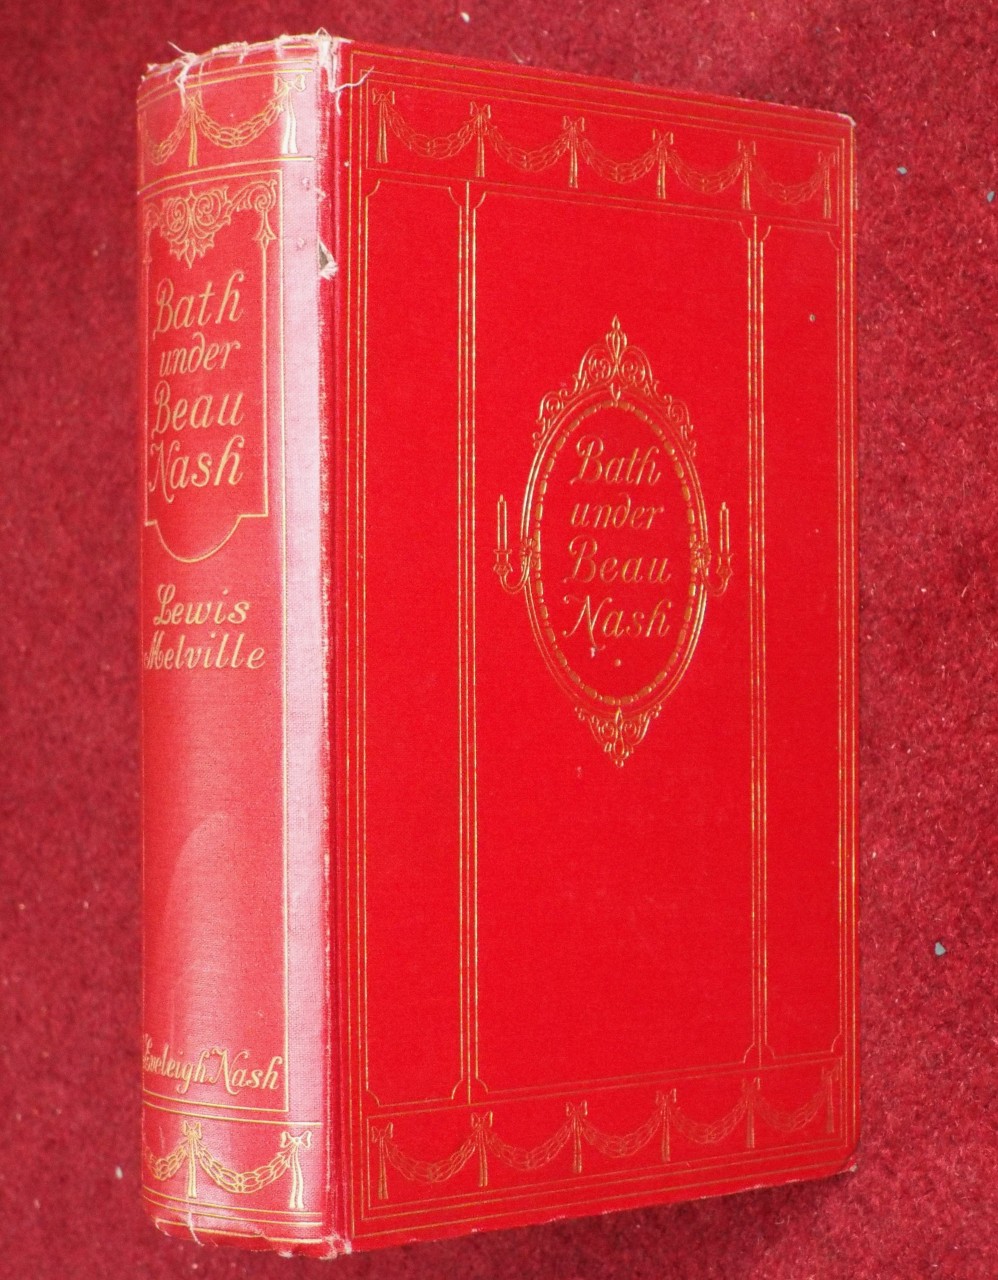 Bath
under
Beau
Nash
Lewis
Melville
Eveleigh Nash
Bath
under
Beau
Nash